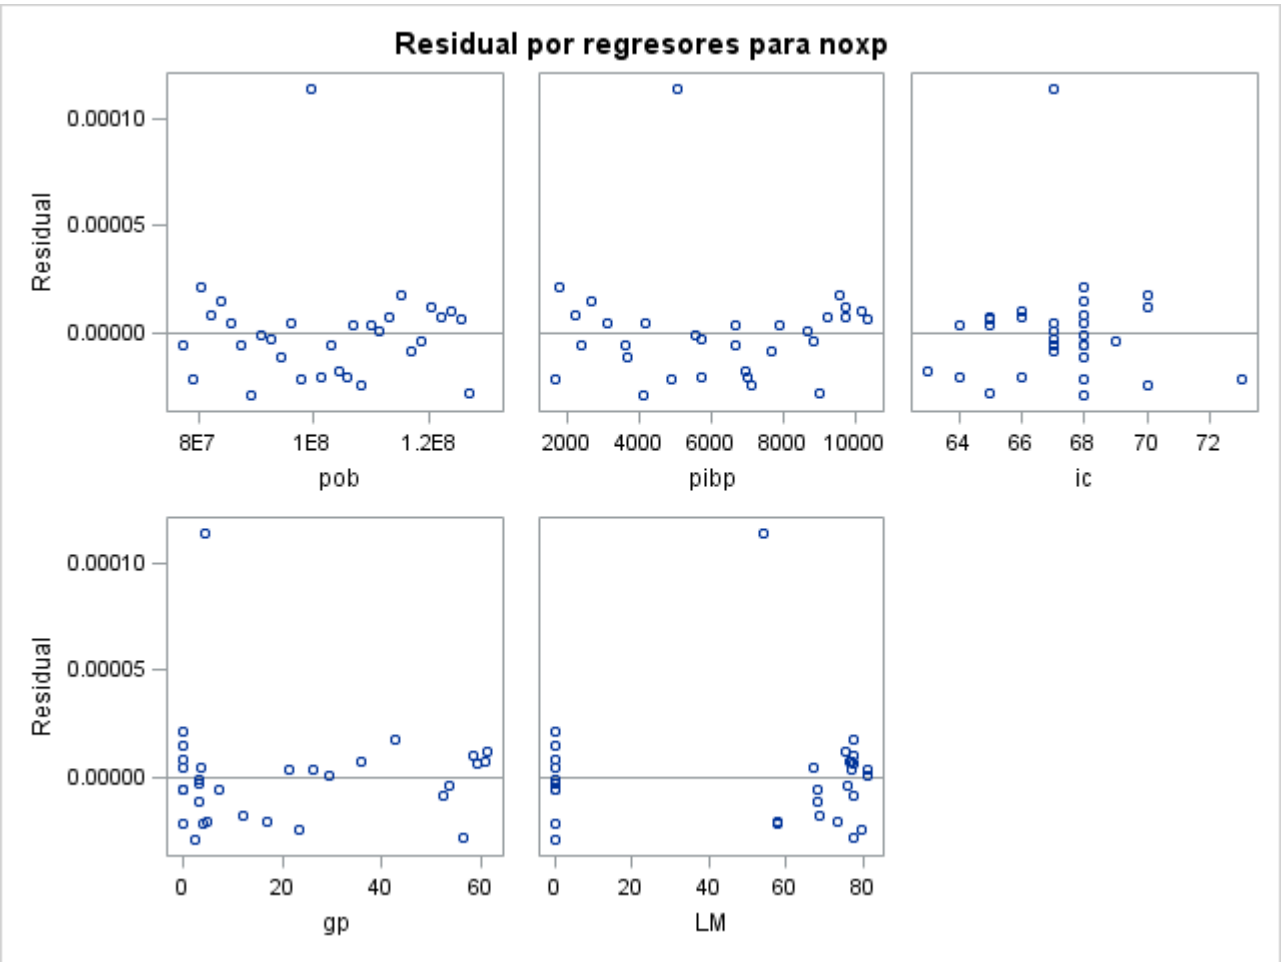 Residual por regresores para noxp
Residual
0.00010
0.00005
0.00000
8E7 1E8 1.2E8
pob
2000 4000 6000 8000 10000
pibp
64 66 68 70 72
ic
Residual
0.00010
0.00005
0.00000
0 20 40 60
gp
0 20 40 60 80
LM